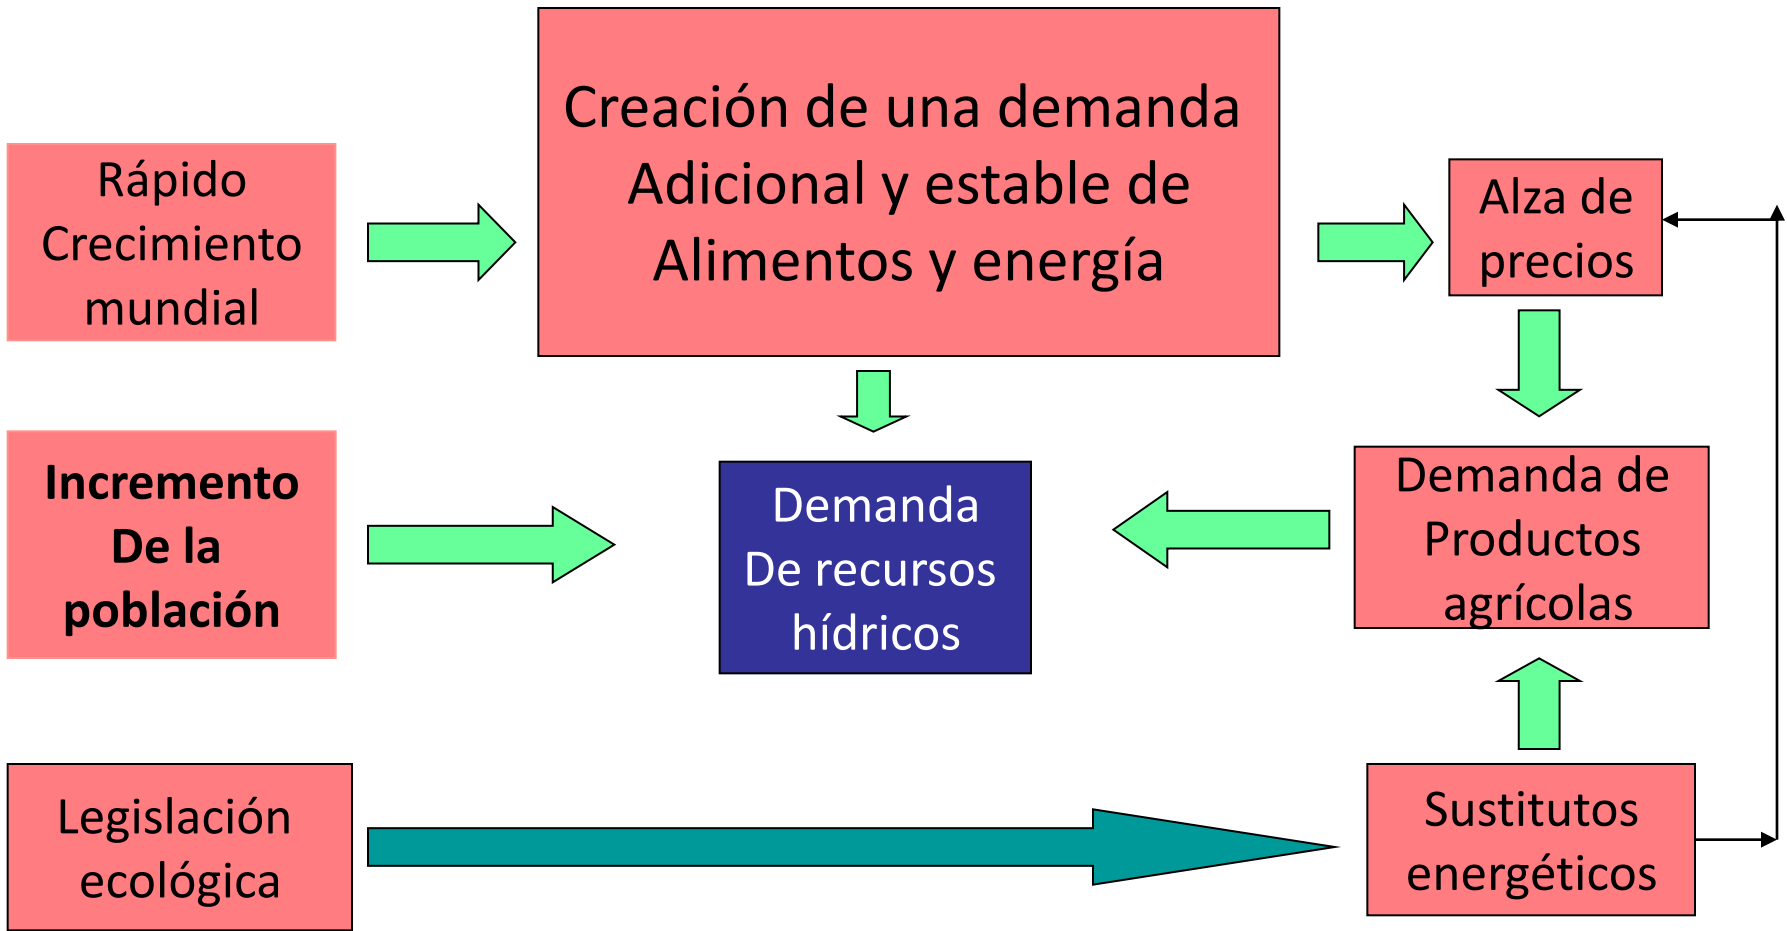 Creación de una demanda
Adicional y estable de
Alimentos y energía
Rápido
Crecimiento
mundial
Alza de
precios
Incremento
De la
población
Demanda
De recursos
hídricos
Demanda de
Productos
agrícolas
Legislación
ecológica
Sustitutos
energéticos